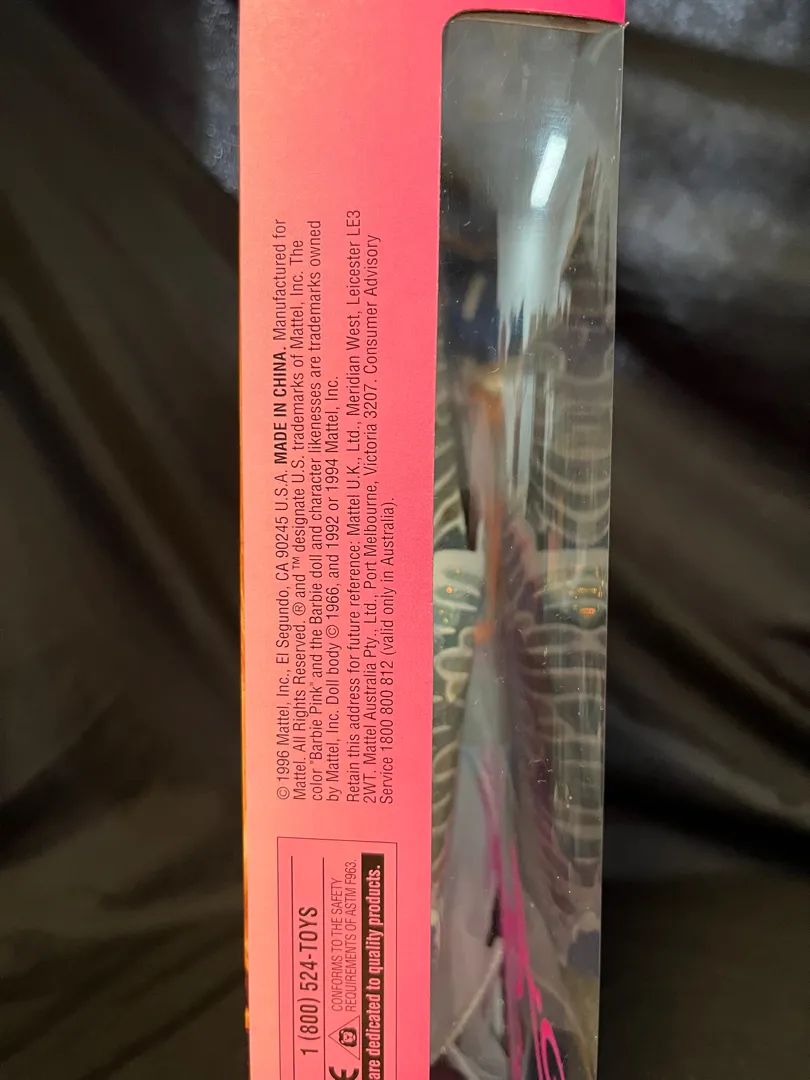 © 1996 Mattel, Inc., El Segundo, CA 90245 U.S.A. MADE IN CHINA. Manufactured for
Mattel. All Rights Reserved. ® and ™ designate U.S. trademarks of Mattel, Inc. The
color "Barbie Pink" and the Barbie doll and character likenesses are trademarks owned
by Mattel, Inc. Doll body © 1966, and 1992 or 1994 Mattel, Inc.
Retain this address for future reference: Mattel U.K., Ltd., Meridian West, Leicester LE3
2WT. Mattel Australia Pty., Ltd., Port Melbourne, Victoria 3207. Consumer Advisory
Service 1800 800 812 (valid only in Australia).
1 (800) 524-TOYS
CONFORMS TO THE SAFETY
REQUIREMENTS OF ASTM F963.
are dedicated to quality products.